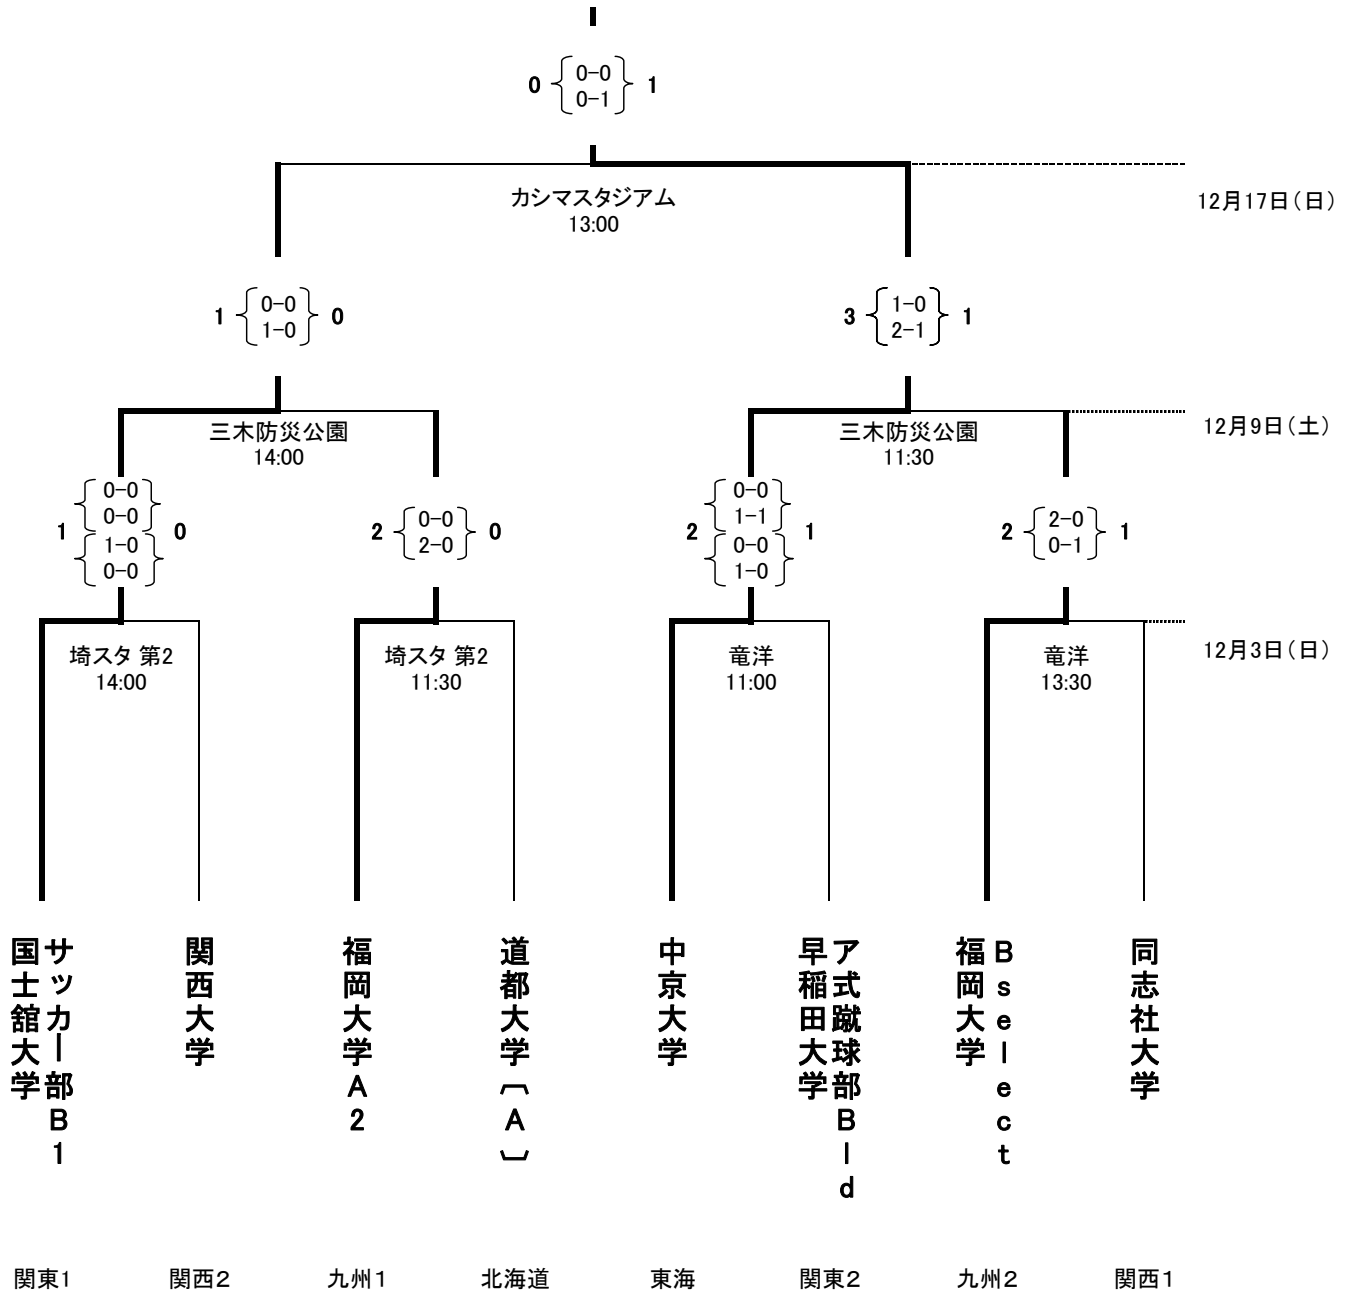 0 0-0 1
0-1
カシマスタジアム
13:00
12月17日(日)
1 0-0 0
1-0
3 1-0 1
2-1
三木防災公園
14:00
三木防災公園
11:30
12月9日(土)
1 0-0 0
0-0
1-0
0-0
2 0-0 0
2-0
2 0-0 1
1-1
0-0
1-0
2 2-0 1
0-1
埼スタ 第2
14:00
埼スタ 第2
11:30
竜洋
11:00
竜洋
13:30
12月3日(日)
国士舘大学
サッカー部B1
関西大学
福岡大学A2
道都大学〔A〕
中京大学
早稲田大学
ア式蹴球部BId
福岡大学
Bselect
同志社大学
関東1
関西2
九州1
北海道
東海
関東2
九州2
関西1